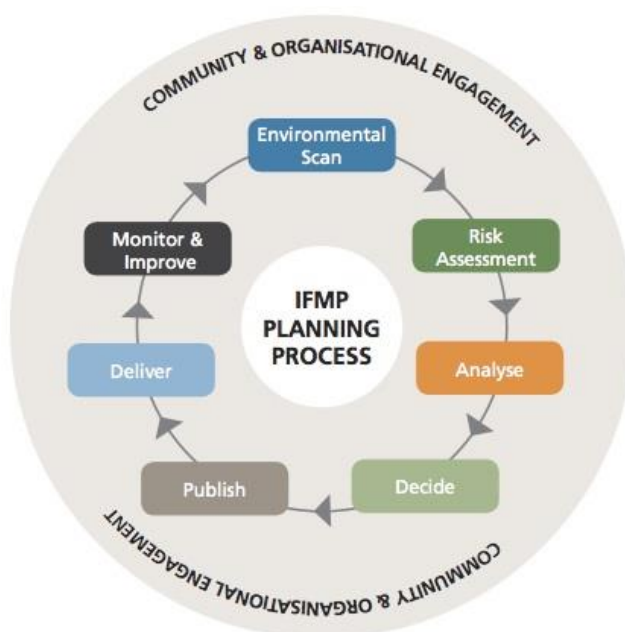 COMMUNITY & ORGANISATIONAL ENGAGEMENT
Environmental
Scan
Risk
Assessment
Analyse
Decide
Publish
Deliver
Monitor &
Improve
IFMP
PLANNING
PROCESS
COMMUNITY & ORGANISATIONAL ENGAGEMENT